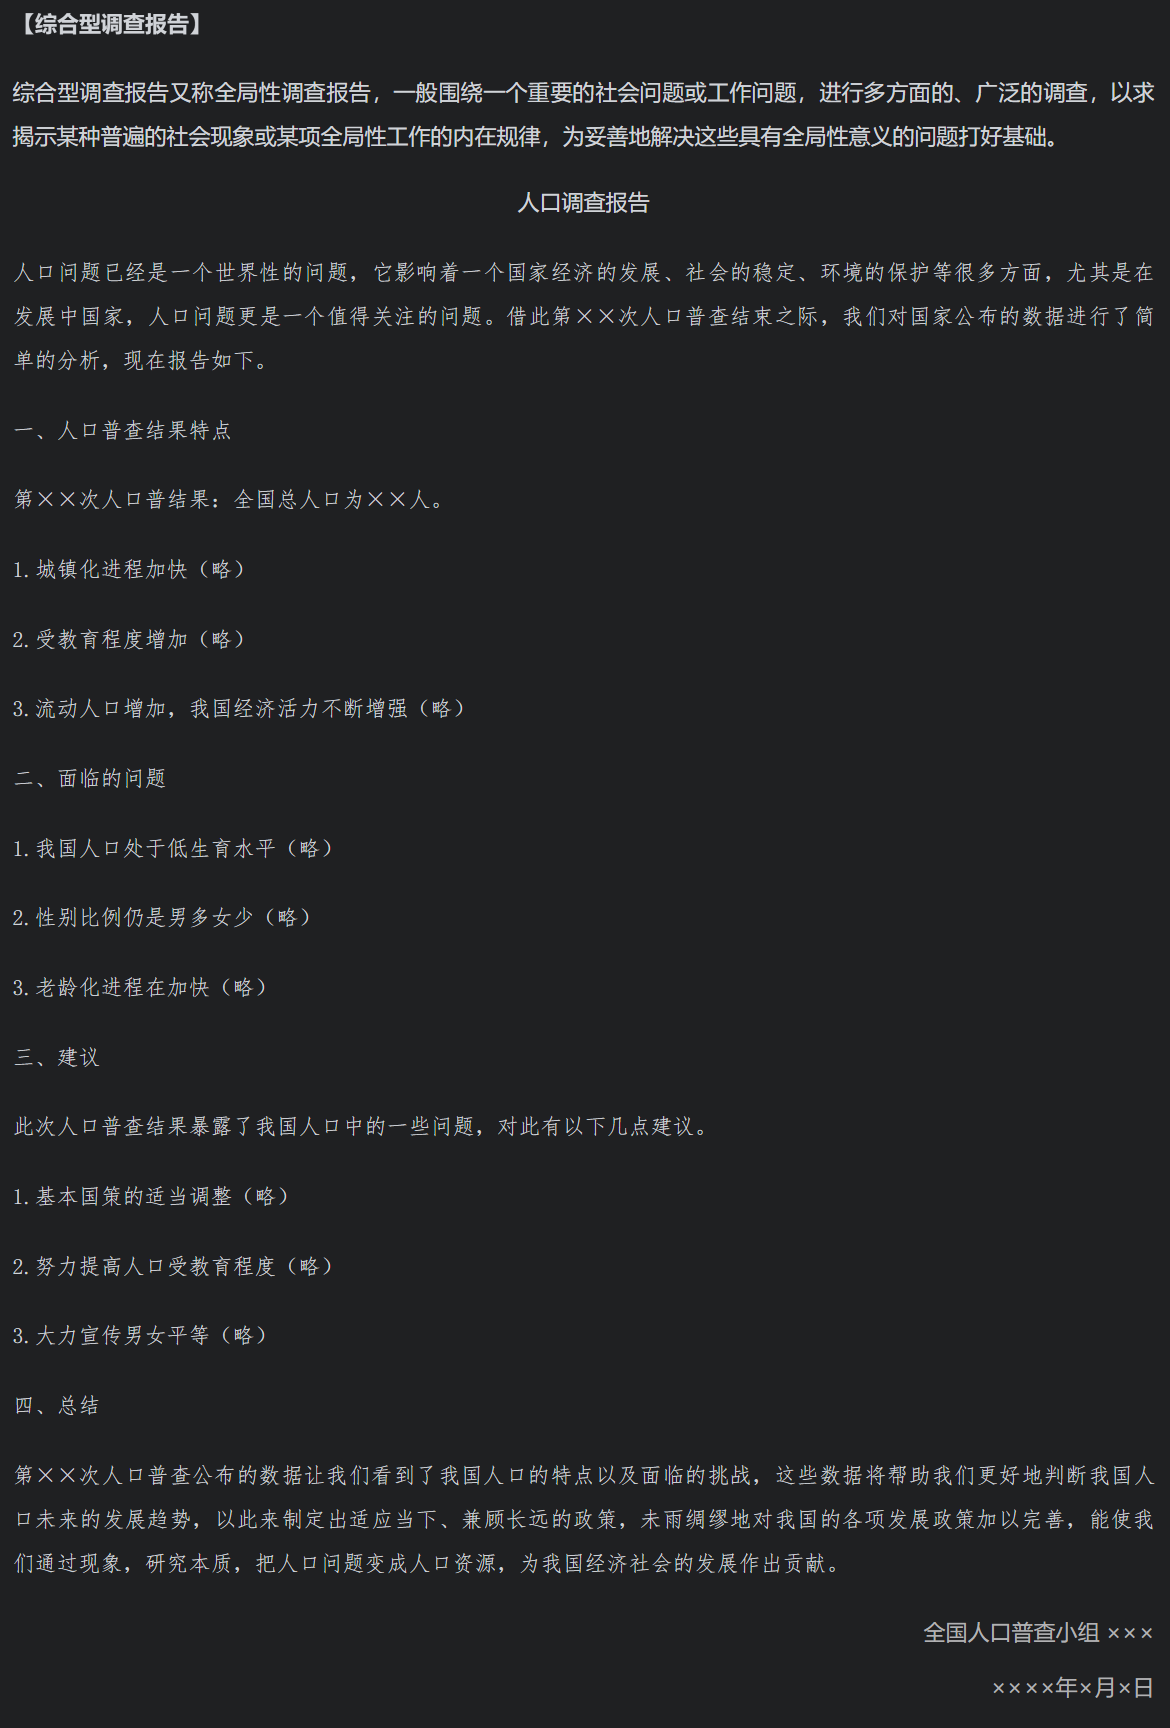 【综合型调查报告】
综合型调查报告又称全局性调查报告，一般围绕一个重要的社会问题或工作问题，进行多方面的、广泛的调查，以求
揭示某种普遍的社会现象或某项全局性工作的内在规律，为妥善地解决这些具有全局性意义的问题打好基础。
人口调查报告
人口问题已经是一个世界性的问题，它影响着一个国家经济的发展、社会的稳定、环境的保护等很多方面，尤其是在
发展中国家，人口问题更是一个值得关注的问题。借此第××次人口普查结束之际，我们对国家公布的数据进行了简
单的分析，现在报告如下。
一、人口普查结果特点
第××次人口普结果：全国总人口为××人。
1.城镇化进程加快（略）
2.受教育程度增加（略）
3.流动人口增加，我国经济活力不断增强（略）
二、面临的问题
1.我国人口处于低生育水平（略）
2.性别比例仍是男多女少（略）
3.老龄化进程在加快（略）
三、建议
此次人口普查结果暴露了我国人口中的一些问题，对此有以下几点建议。
1.基本国策的适当调整（略）
2.努力提高人口受教育程度（略）
3.大力宣传男女平等（略）
四、总结
第××次人口普查公布的数据让我们看到了我国人口的特点以及面临的挑战，这些数据将帮助我们更好地判断我国人
口未来的发展趋势，以此来制定出适应当下、兼顾长远的政策，未雨绸缪地对我国的各项发展政策加以完善，能使我
们通过现象，研究本质，把人口问题变成人口资源，为我国经济社会的发展作出贡献。
全国人口普查小组 ×××
××××年×月×日